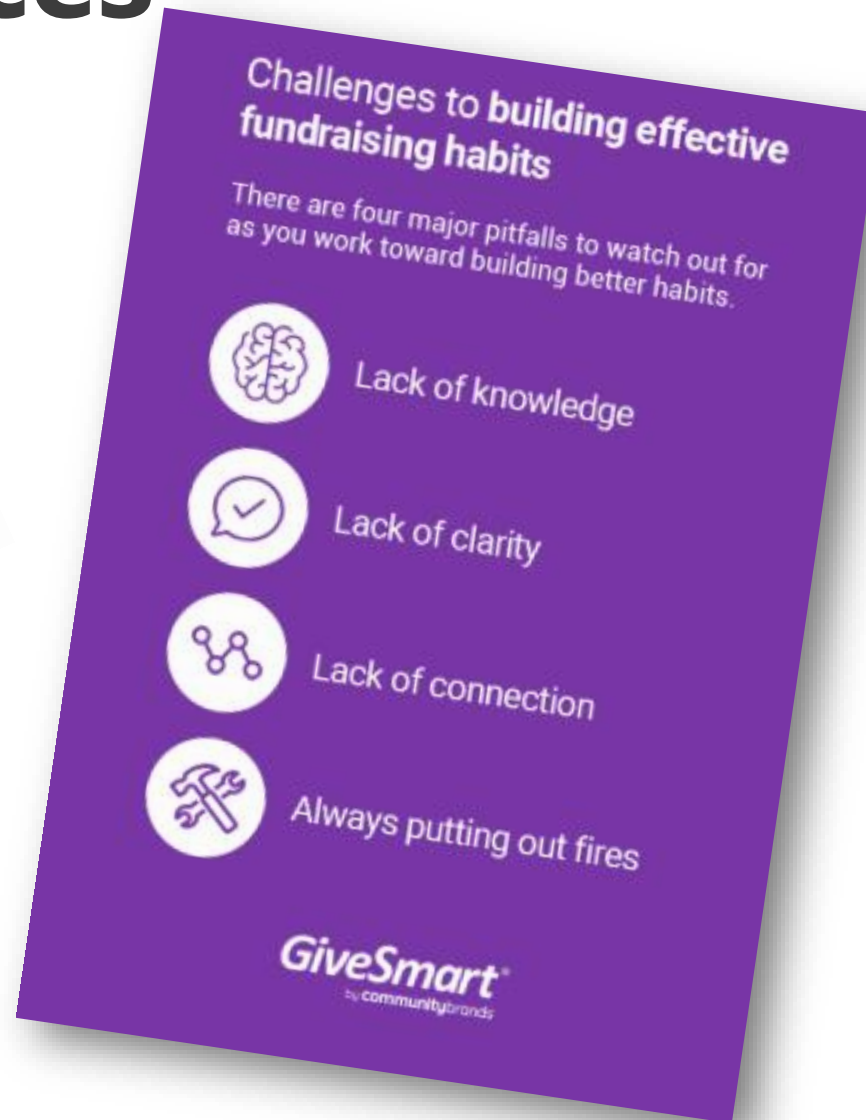 Challenges to building effective
fundraising habits
There are four major pitfalls to watch out for
as you work toward building better habits.
Lack of knowledge
Lack of clarity
Lack of connection
Always putting out fires
GiveSmart
by communitybrands